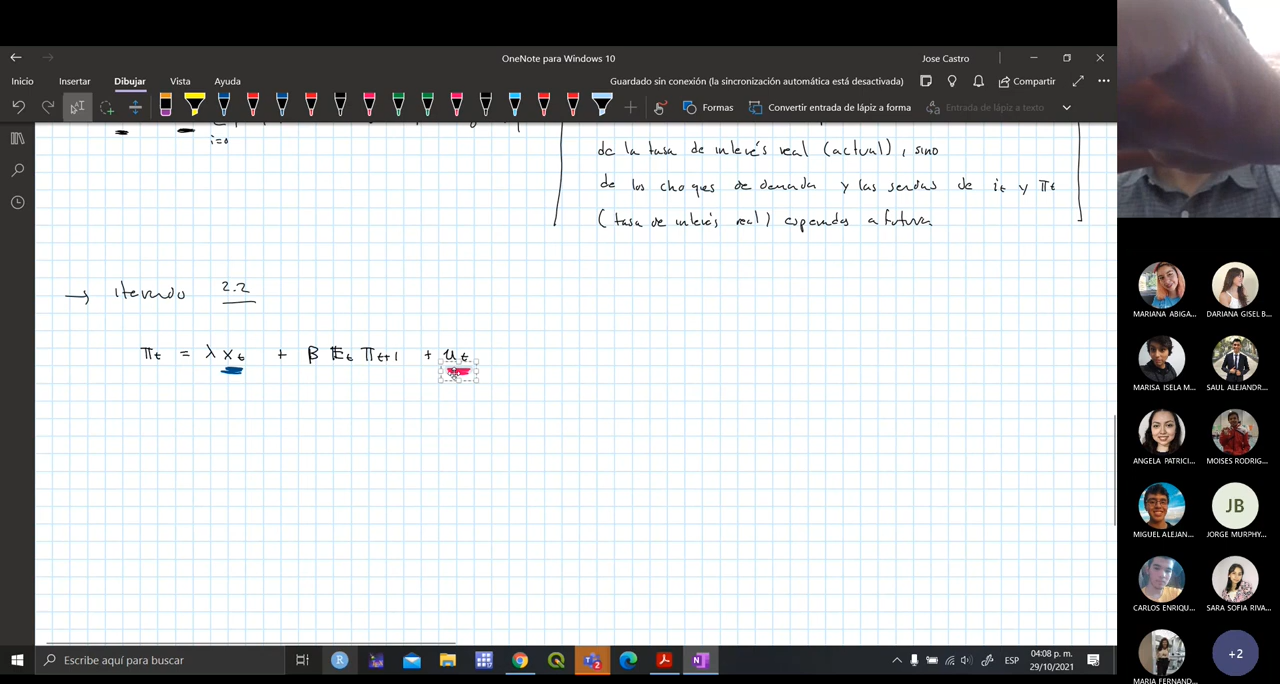 OneNote para Windows 10
Jose Castro
Inicio Insertar Dibujar Vista Ayuda
Guardado sin conexión (la sincronización automática está desactivada)
Compartir
Formas
Convertir entrada de lápiz a forma
Entrada de lápiz a texto
i=0
de la tasa de interés real (actual), sino
de los choques de demanda y las sendas de it y πt
(tasa de interés real) esperadas a futuro
→ iterando 2.2
πt = λ xt + β 𝔼t πt+1 + ut
MARIANA ABIGA...
DARIANA GISEL B...
MARISA ISELA M...
SAUL ALEJANDR...
ANGELA PATRICI...
MOISES RODRIG...
JB
MIGUEL ALEJAN...
JORGE MURPHY...
CARLOS ENRIQU...
SARA SOFIA RIVA...
MARIA FERNAND...
+2
Escribe aquí para buscar
ESP
04:08 p. m.
29/10/2021